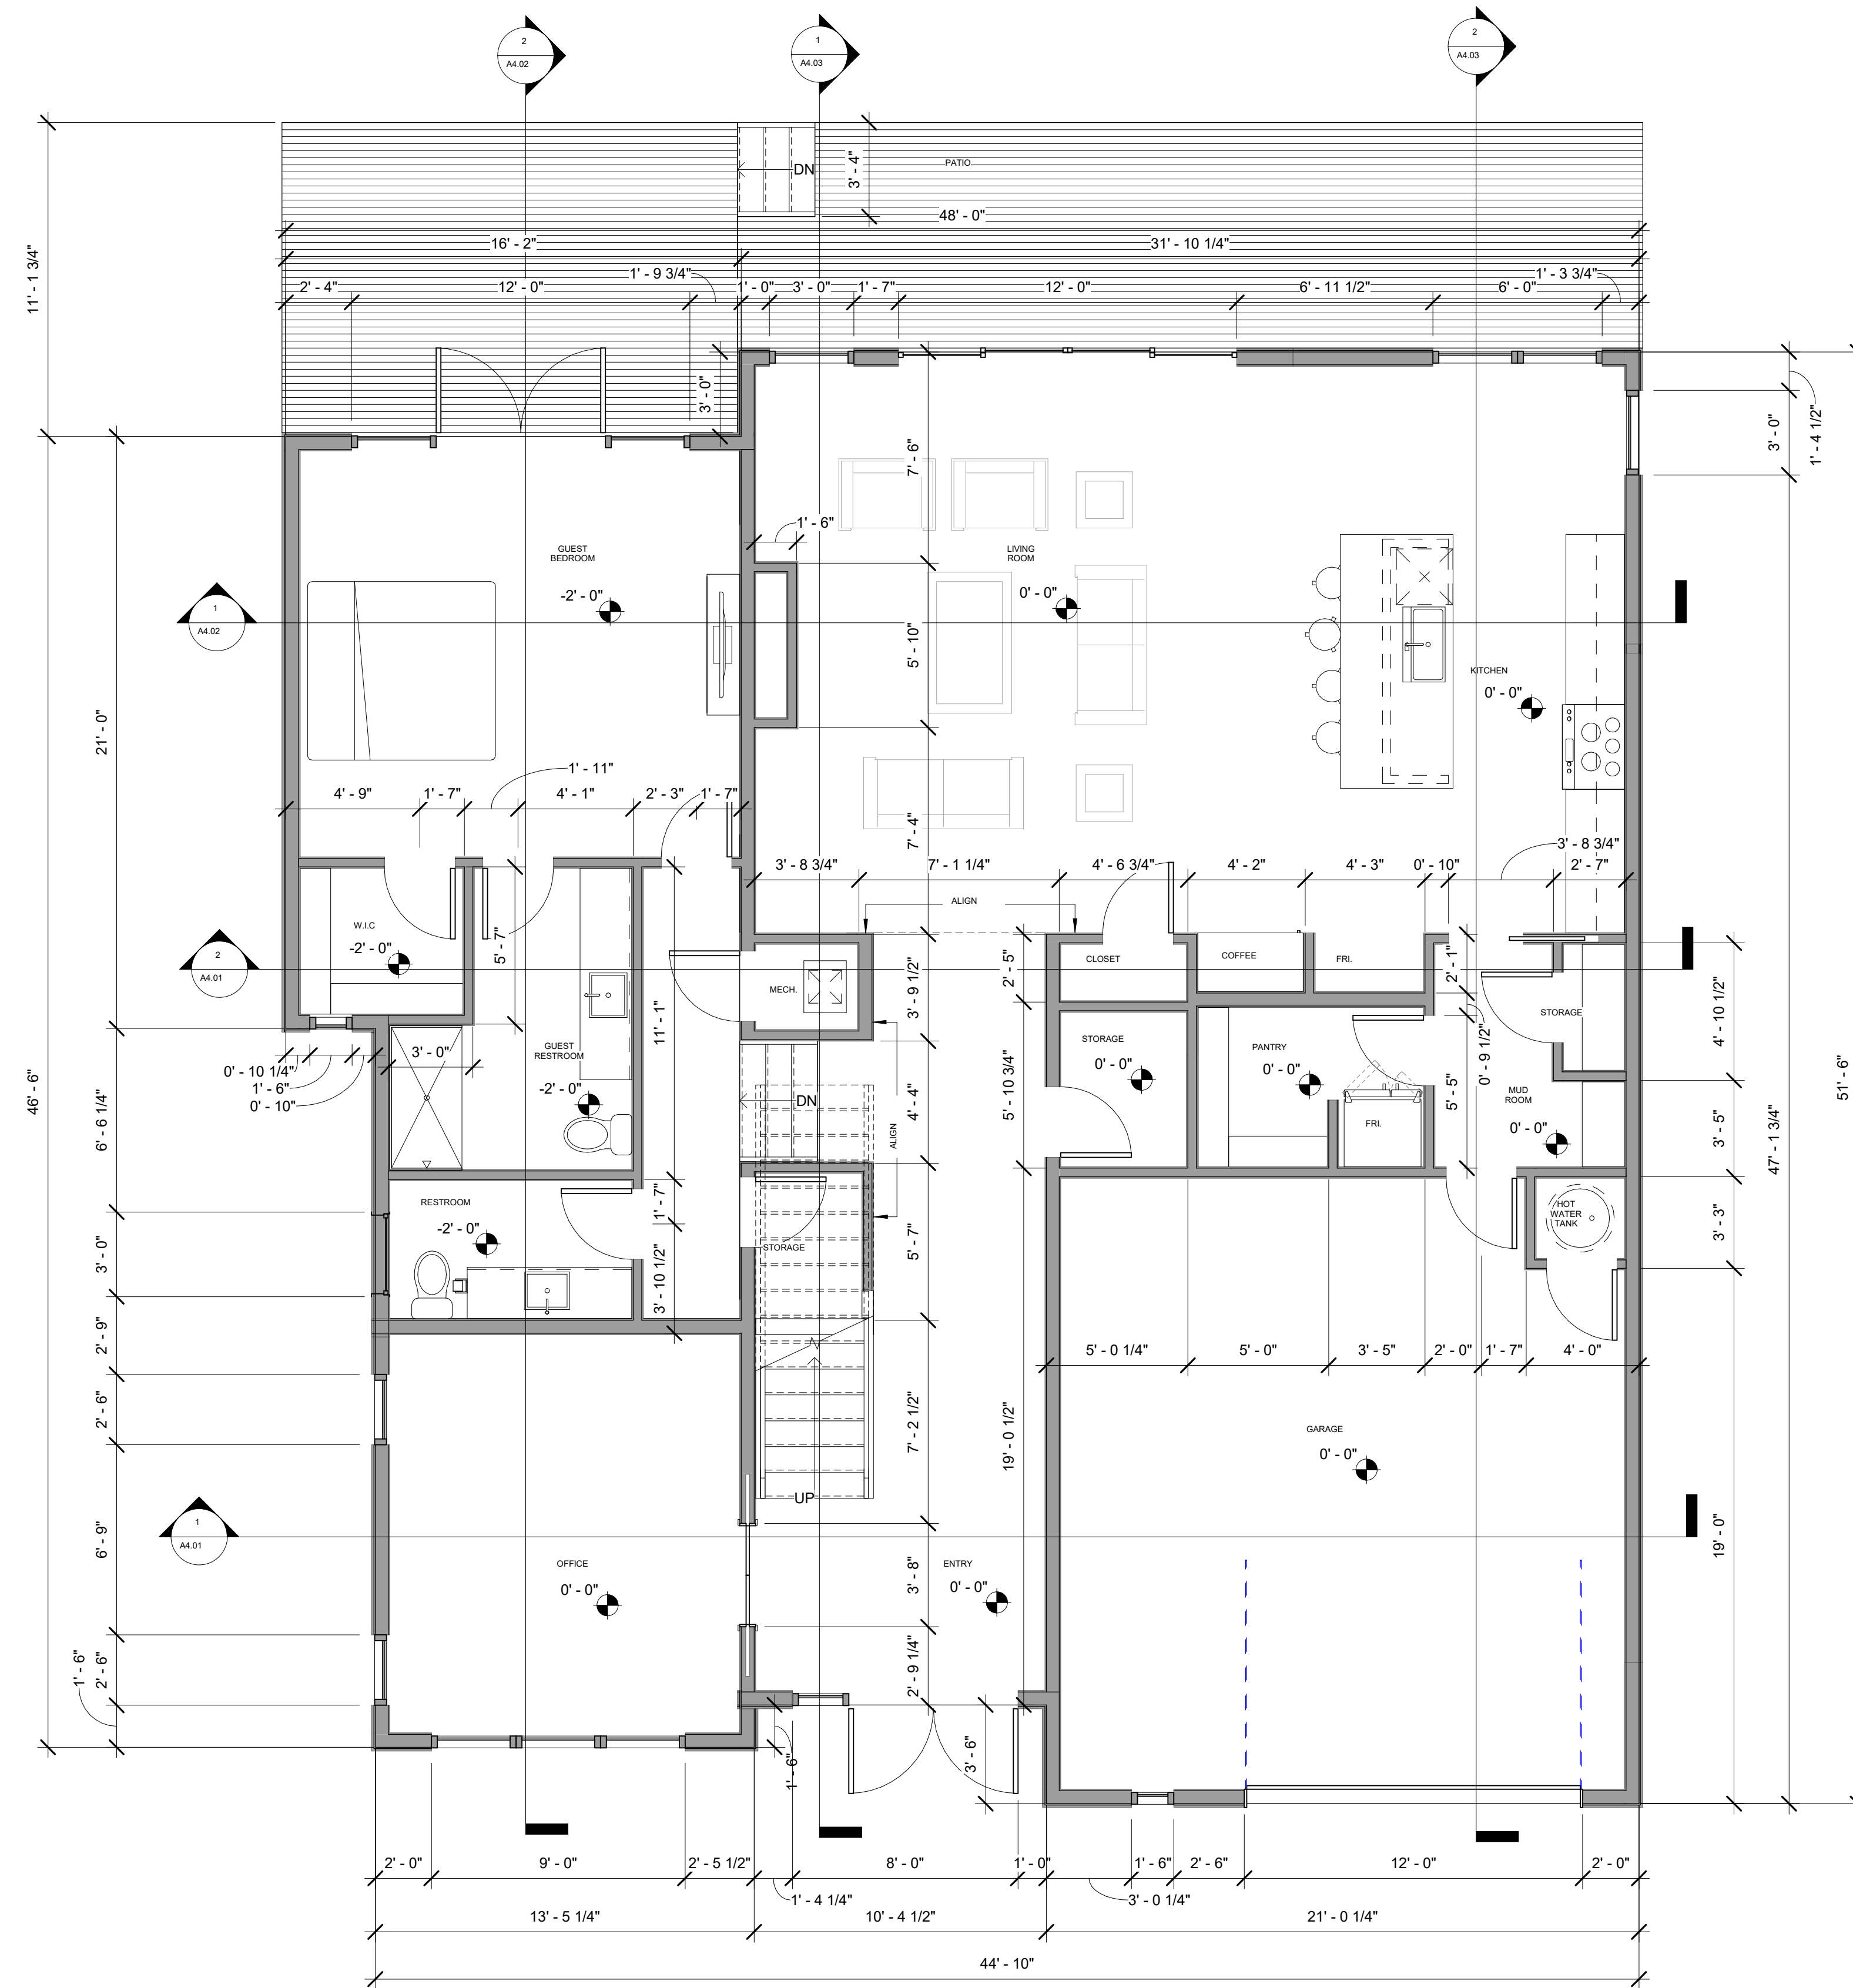 2
A4.02
1
A4.03
2
A4.03
DN
3' - 4"
PATIO
48' - 0"
16' - 2"
31' - 10 1/4"
11' - 1 3/4"
1' - 9 3/4"
1' - 3 3/4"
2' - 4"
12' - 0"
1' - 0"
3' - 0"
1' - 7"
12' - 0"
6' - 11 1/2"
6' - 0"
3' - 0"
3' - 0"
1' - 4 1/2"
7' - 6"
1' - 6"
GUEST
BEDROOM
-2' - 0"
LIVING
ROOM
0' - 0"
1
A4.02
5' - 10"
KITCHEN
0' - 0"
21' - 0"
1' - 11"
4' - 9"
1' - 7"
4' - 1"
2' - 3"
1' - 7"
7' - 4"
3' - 8 3/4"
3' - 8 3/4"
7' - 1 1/4"
4' - 6 3/4"
4' - 2"
4' - 3"
0' - 10"
2' - 7"
ALIGN
W.I.C
-2' - 0"
5' - 7"
2
A4.01
MECH.
3' - 9 1/2"
2' - 5"
CLOSET
COFFEE
FRI.
2' - 1"
STORAGE
4' - 10 1/2"
11' - 1"
GUEST
RESTROOM
-2' - 0"
3' - 0"
0' - 10 1/4"
1' - 6"
0' - 10"
46' - 6"
6' - 6 1/4"
DN
4' - 4"
ALIGN
5' - 10 3/4"
STORAGE
0' - 0"
PANTRY
0' - 0"
0' - 9 1/2"
5' - 5"
MUD
ROOM
0' - 0"
FRI.
3' - 5"
47' - 1 3/4"
51' - 6"
RESTROOM
-2' - 0"
1' - 7"
3' - 10 1/2"
STORAGE
5' - 7"
HOT
WATER
TANK
3' - 3"
3' - 0"
2' - 9"
5' - 0 1/4"
5' - 0"
3' - 5"
2' - 0"
1' - 7"
4' - 0"
2' - 6"
7' - 2 1/2"
19' - 0 1/2"
GARAGE
0' - 0"
UP
1
A4.01
6' - 9"
OFFICE
0' - 0"
3' - 8"
ENTRY
0' - 0"
19' - 0"
2' - 9 1/4"
1' - 6"
2' - 6"
1' - 6"
3' - 6"
2' - 0"
9' - 0"
2' - 5 1/2"
8' - 0"
1' - 0"
1' - 6"
2' - 6"
12' - 0"
2' - 0"
1' - 4 1/4"
3' - 0 1/4"
13' - 5 1/4"
10' - 4 1/2"
21' - 0 1/4"
44' - 10"